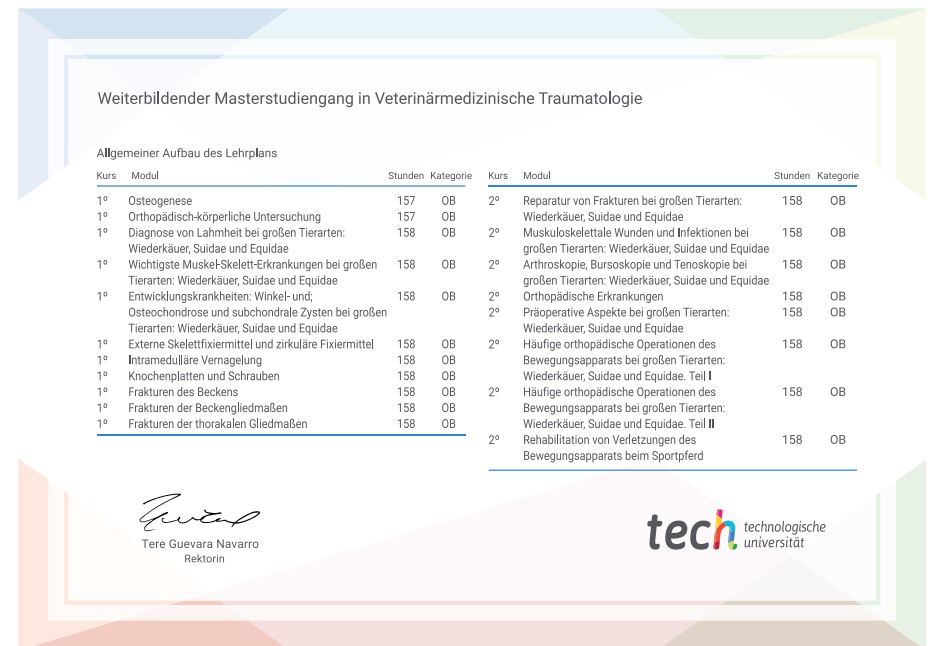 Weiterbildender Masterstudiengang in Veterinärmedizinische Traumatologie
Allgemeiner Aufbau des Lehrplans
Kurs Modul Stunden Kategorie
1º Osteogenese 157 OB
1º Orthopädisch-körperliche Untersuchung 157 OB
1º Diagnose von Lahmheit bei großen Tierarten: 158 OB
Wiederkäuer, Suidae und Equidae
1º Wichtigste Muskel-Skelett-Erkrankungen bei großen 158 OB
Tierarten: Wiederkäuer, Suidae und Equidae
1º Entwicklungskrankheiten: Winkel- und; 158 OB
Osteochondrose und subchondrale Zysten bei großen
Tierarten: Wiederkäuer, Suidae und Equidae
1º Externe Skelettfixiermittel und zirkuläre Fixiermittel 158 OB
1º Intramedulläre Vernagelung 158 OB
1º Knochenplatten und Schrauben 158 OB
1º Frakturen des Beckens 158 OB
1º Frakturen der Beckengliedmaßen 158 OB
1º Frakturen der thorakalen Gliedmaßen 158 OB
Kurs Modul Stunden Kategorie
2º Reparatur von Frakturen bei großen Tierarten: 158 OB
Wiederkäuer, Suidae und Equidae
2º Muskuloskelettale Wunden und Infektionen bei 158 OB
großen Tierarten: Wiederkäuer, Suidae und Equidae
2º Arthroskopie, Bursoskopie und Tenoskopie bei 158 OB
großen Tierarten: Wiederkäuer, Suidae und Equidae
2º Orthopädische Erkrankungen 158 OB
2º Präoperative Aspekte bei großen Tierarten: 158 OB
Wiederkäuer, Suidae und Equidae
2º Häufige orthopädische Operationen des 158 OB
Bewegungsapparats bei großen Tierarten:
Wiederkäuer, Suidae und Equidae. Teil I
2º Häufige orthopädische Operationen des 158 OB
Bewegungsapparats bei großen Tierarten:
Wiederkäuer, Suidae und Equidae. Teil II
2º Rehabilitation von Verletzungen des 158 OB
Bewegungsapparats beim Sportpferd
Tere Guevara Navarro
Rektorin
tech technologische
universität